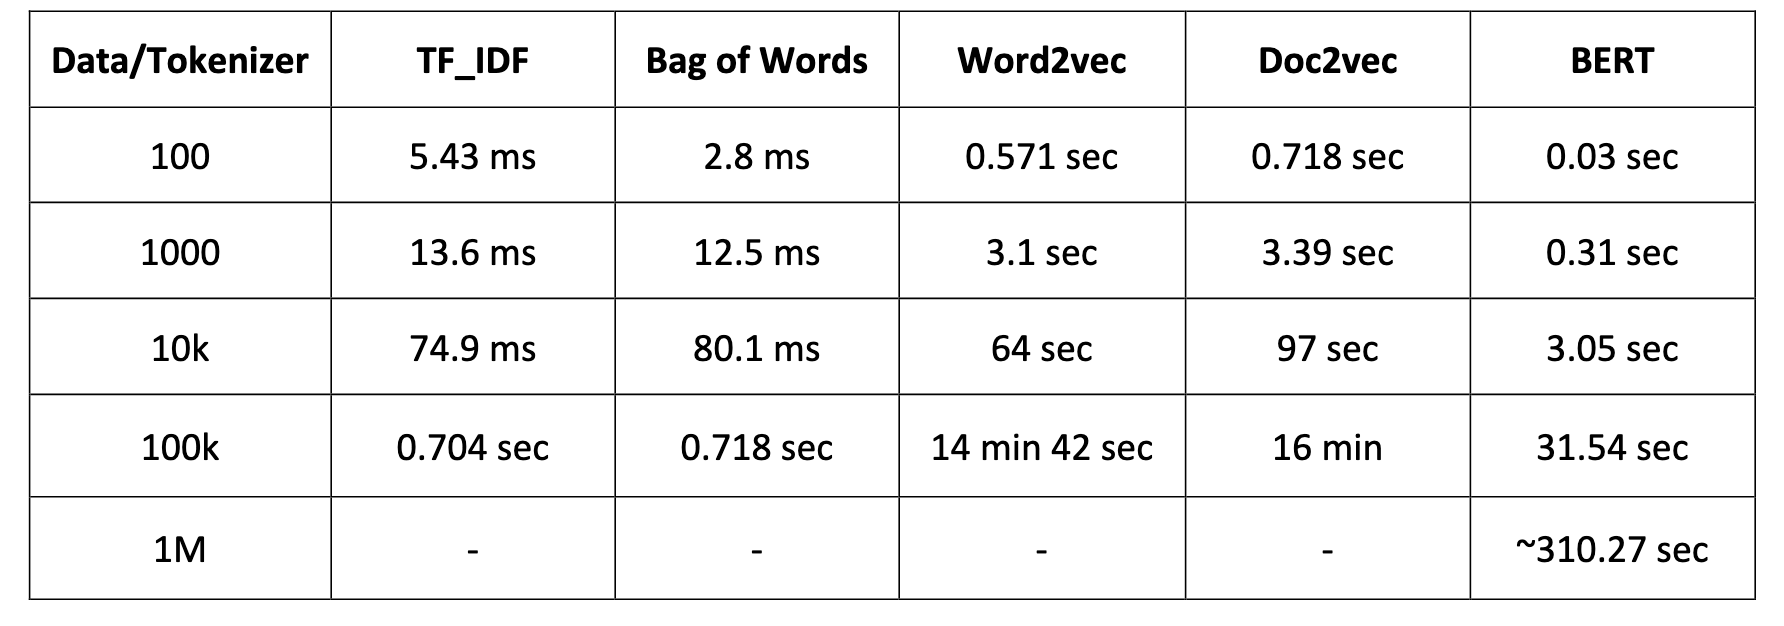 Data/Tokenizer TF_IDF Bag of Words Word2vec Doc2vec BERT
100 5.43 ms 2.8 ms 0.571 sec 0.718 sec 0.03 sec
1000 13.6 ms 12.5 ms 3.1 sec 3.39 sec 0.31 sec
10k 74.9 ms 80.1 ms 64 sec 97 sec 3.05 sec
100k 0.704 sec 0.718 sec 14 min 42 sec 16 min 31.54 sec
1M - - - - ~310.27 sec